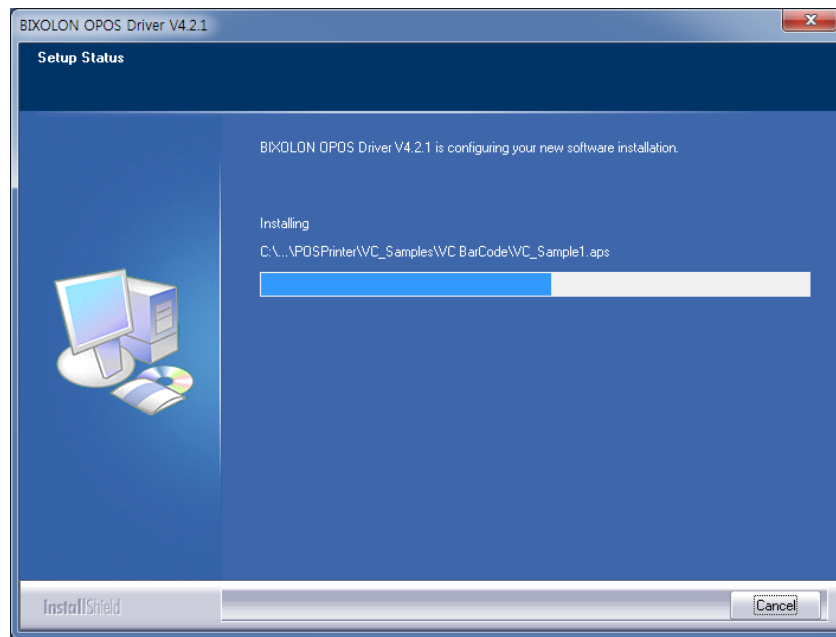 BIXOLON OPOS Driver V4.2.1
Setup Status
BIXOLON OPOS Driver V4.2.1 is configuring your new software installation.
Installing
C:\...\POSPrinter\VC_Samples\VC BarCode\VC_Sample1.aps
InstallShield
Cancel